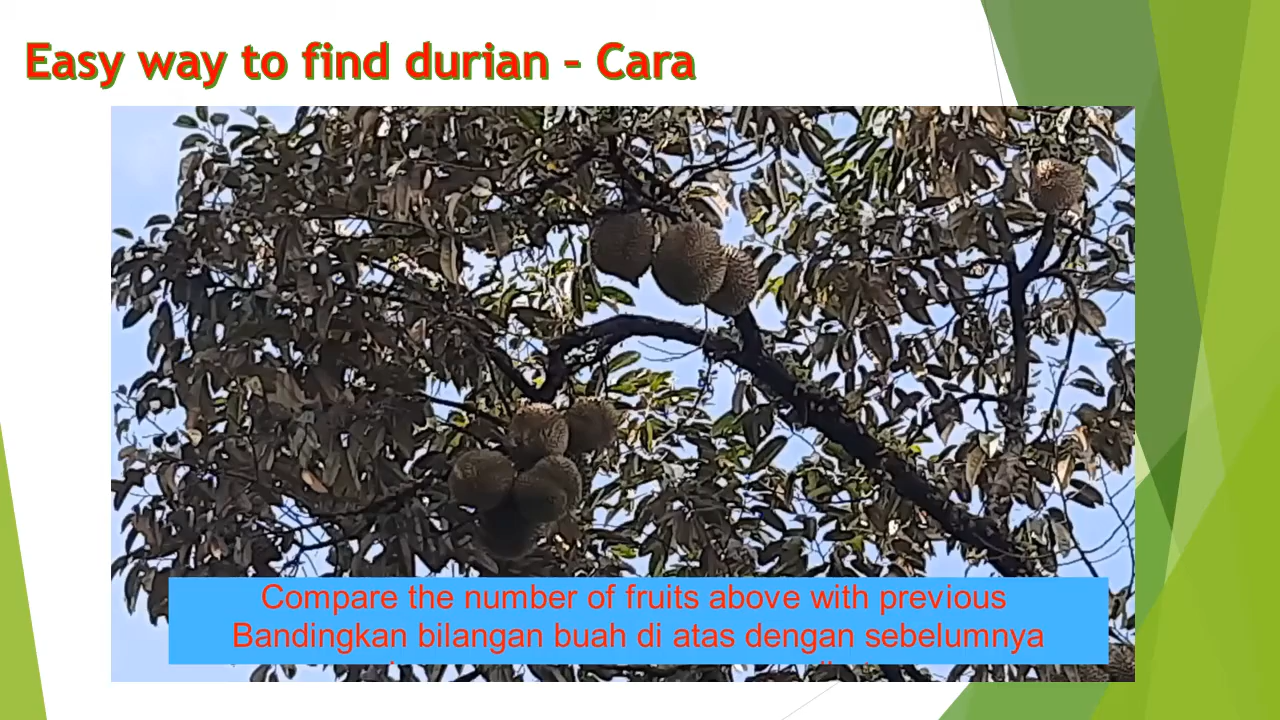 Easy way to find durian – Cara
Compare the number of fruits above with previous
Bandingkan bilangan buah di atas dengan sebelumnya